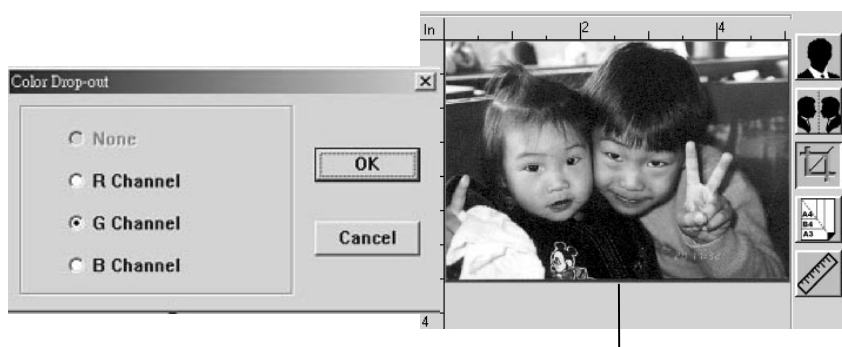 Color Drop-out
None
R Channel
G Channel
B Channel
OK
Cancel
In
2
4
4
A4
B4
A3